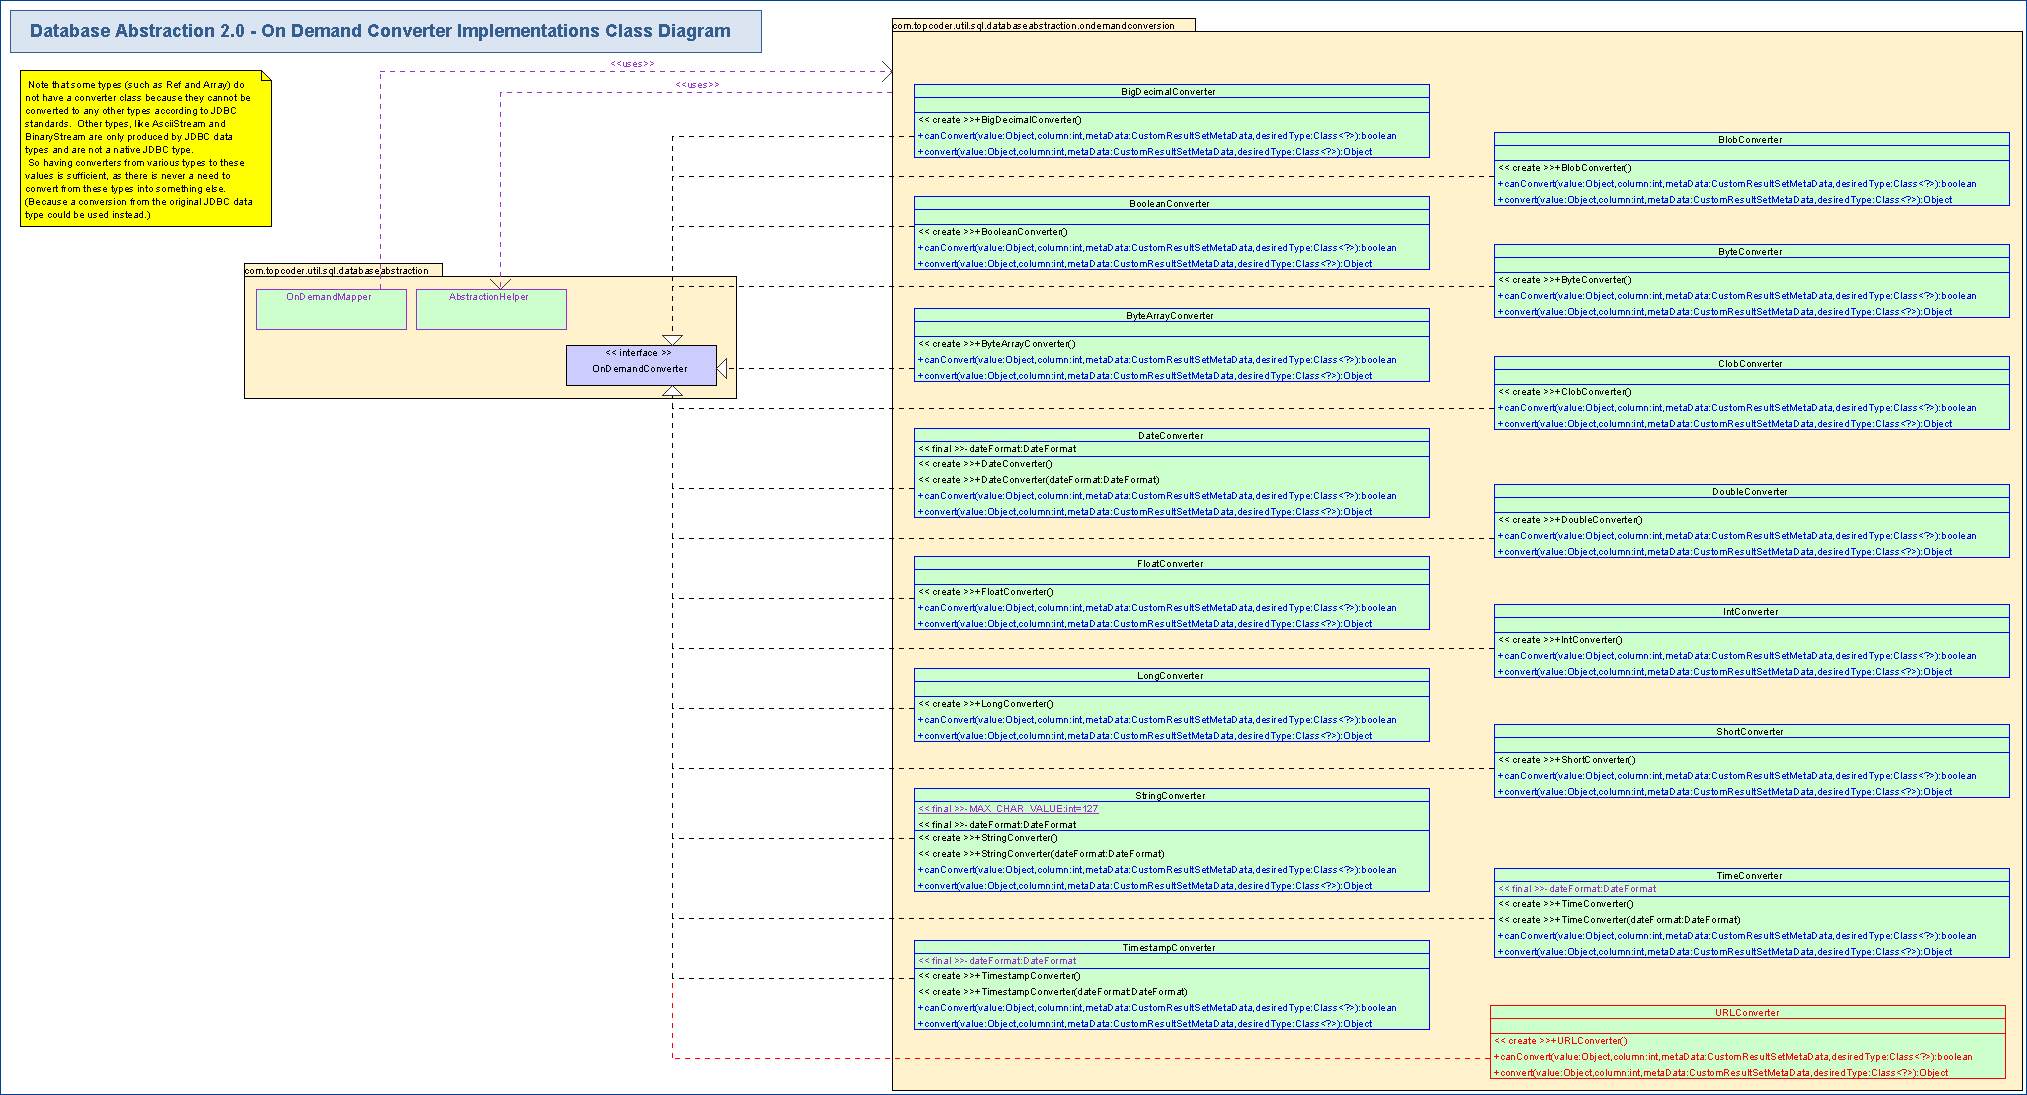 Database Abstraction 2.0 - On Demand Converter Implementations Class Diagram
Note that some types (such as Ref and Array) do
not have a converter class because they cannot be
converted to any other types according to JDBC
standards.  Other types, like AsciiStream and
BinaryStream are only produced by JDBC data
types and are not a native JDBC type.
So having converters from various types to these
values is sufficient, as there is never a need to
convert from these types into something else.
(Because a conversion from the original JDBC data
type could be used instead.)
<<uses>>
<<uses>>
com.topcoder.util.sql.databaseabstraction
OnDemandMapper
AbstractionHelper
<< interface >>
OnDemandConverter
com.topcoder.util.sql.databaseabstraction.ondemandconversion
BigDecimalConverter
<< create >>+BigDecimalConverter()
+canConvert(value:Object,column:int,metaData:CustomResultSetMetaData,desiredType:Class<?>):boolean
+convert(value:Object,column:int,metaData:CustomResultSetMetaData,desiredType:Class<?>):Object
BlobConverter
<< create >>+BlobConverter()
+canConvert(value:Object,column:int,metaData:CustomResultSetMetaData,desiredType:Class<?>):boolean
+convert(value:Object,column:int,metaData:CustomResultSetMetaData,desiredType:Class<?>):Object
BooleanConverter
<< create >>+BooleanConverter()
+canConvert(value:Object,column:int,metaData:CustomResultSetMetaData,desiredType:Class<?>):boolean
+convert(value:Object,column:int,metaData:CustomResultSetMetaData,desiredType:Class<?>):Object
ByteConverter
<< create >>+ByteConverter()
+canConvert(value:Object,column:int,metaData:CustomResultSetMetaData,desiredType:Class<?>):boolean
+convert(value:Object,column:int,metaData:CustomResultSetMetaData,desiredType:Class<?>):Object
ByteArrayConverter
<< create >>+ByteArrayConverter()
+canConvert(value:Object,column:int,metaData:CustomResultSetMetaData,desiredType:Class<?>):boolean
+convert(value:Object,column:int,metaData:CustomResultSetMetaData,desiredType:Class<?>):Object
ClobConverter
<< create >>+ClobConverter()
+canConvert(value:Object,column:int,metaData:CustomResultSetMetaData,desiredType:Class<?>):boolean
+convert(value:Object,column:int,metaData:CustomResultSetMetaData,desiredType:Class<?>):Object
DateConverter
<< final >>-dateFormat:DateFormat
<< create >>+DateConverter()
<< create >>+DateConverter(dateFormat:DateFormat)
+canConvert(value:Object,column:int,metaData:CustomResultSetMetaData,desiredType:Class<?>):boolean
+convert(value:Object,column:int,metaData:CustomResultSetMetaData,desiredType:Class<?>):Object
DoubleConverter
<< create >>+DoubleConverter()
+canConvert(value:Object,column:int,metaData:CustomResultSetMetaData,desiredType:Class<?>):boolean
+convert(value:Object,column:int,metaData:CustomResultSetMetaData,desiredType:Class<?>):Object
FloatConverter
<< create >>+FloatConverter()
+canConvert(value:Object,column:int,metaData:CustomResultSetMetaData,desiredType:Class<?>):boolean
+convert(value:Object,column:int,metaData:CustomResultSetMetaData,desiredType:Class<?>):Object
IntConverter
<< create >>+IntConverter()
+canConvert(value:Object,column:int,metaData:CustomResultSetMetaData,desiredType:Class<?>):boolean
+convert(value:Object,column:int,metaData:CustomResultSetMetaData,desiredType:Class<?>):Object
LongConverter
<< create >>+LongConverter()
+canConvert(value:Object,column:int,metaData:CustomResultSetMetaData,desiredType:Class<?>):boolean
+convert(value:Object,column:int,metaData:CustomResultSetMetaData,desiredType:Class<?>):Object
ShortConverter
<< create >>+ShortConverter()
+canConvert(value:Object,column:int,metaData:CustomResultSetMetaData,desiredType:Class<?>):boolean
+convert(value:Object,column:int,metaData:CustomResultSetMetaData,desiredType:Class<?>):Object
StringConverter
<< final >>-MAX_CHAR_VALUE:int=127
<< final >>-dateFormat:DateFormat
<< create >>+StringConverter()
<< create >>+StringConverter(dateFormat:DateFormat)
+canConvert(value:Object,column:int,metaData:CustomResultSetMetaData,desiredType:Class<?>):boolean
+convert(value:Object,column:int,metaData:CustomResultSetMetaData,desiredType:Class<?>):Object
TimeConverter
<< final >>-dateFormat:DateFormat
<< create >>+TimeConverter()
<< create >>+TimeConverter(dateFormat:DateFormat)
+canConvert(value:Object,column:int,metaData:CustomResultSetMetaData,desiredType:Class<?>):boolean
+convert(value:Object,column:int,metaData:CustomResultSetMetaData,desiredType:Class<?>):Object
TimestampConverter
<< final >>-dateFormat:DateFormat
<< create >>+TimestampConverter()
<< create >>+TimestampConverter(dateFormat:DateFormat)
+canConvert(value:Object,column:int,metaData:CustomResultSetMetaData,desiredType:Class<?>):boolean
+convert(value:Object,column:int,metaData:CustomResultSetMetaData,desiredType:Class<?>):Object
URLConverter
<< create >>+URLConverter()
+canConvert(value:Object,column:int,metaData:CustomResultSetMetaData,desiredType:Class<?>):boolean
+convert(value:Object,column:int,metaData:CustomResultSetMetaData,desiredType:Class<?>):Object